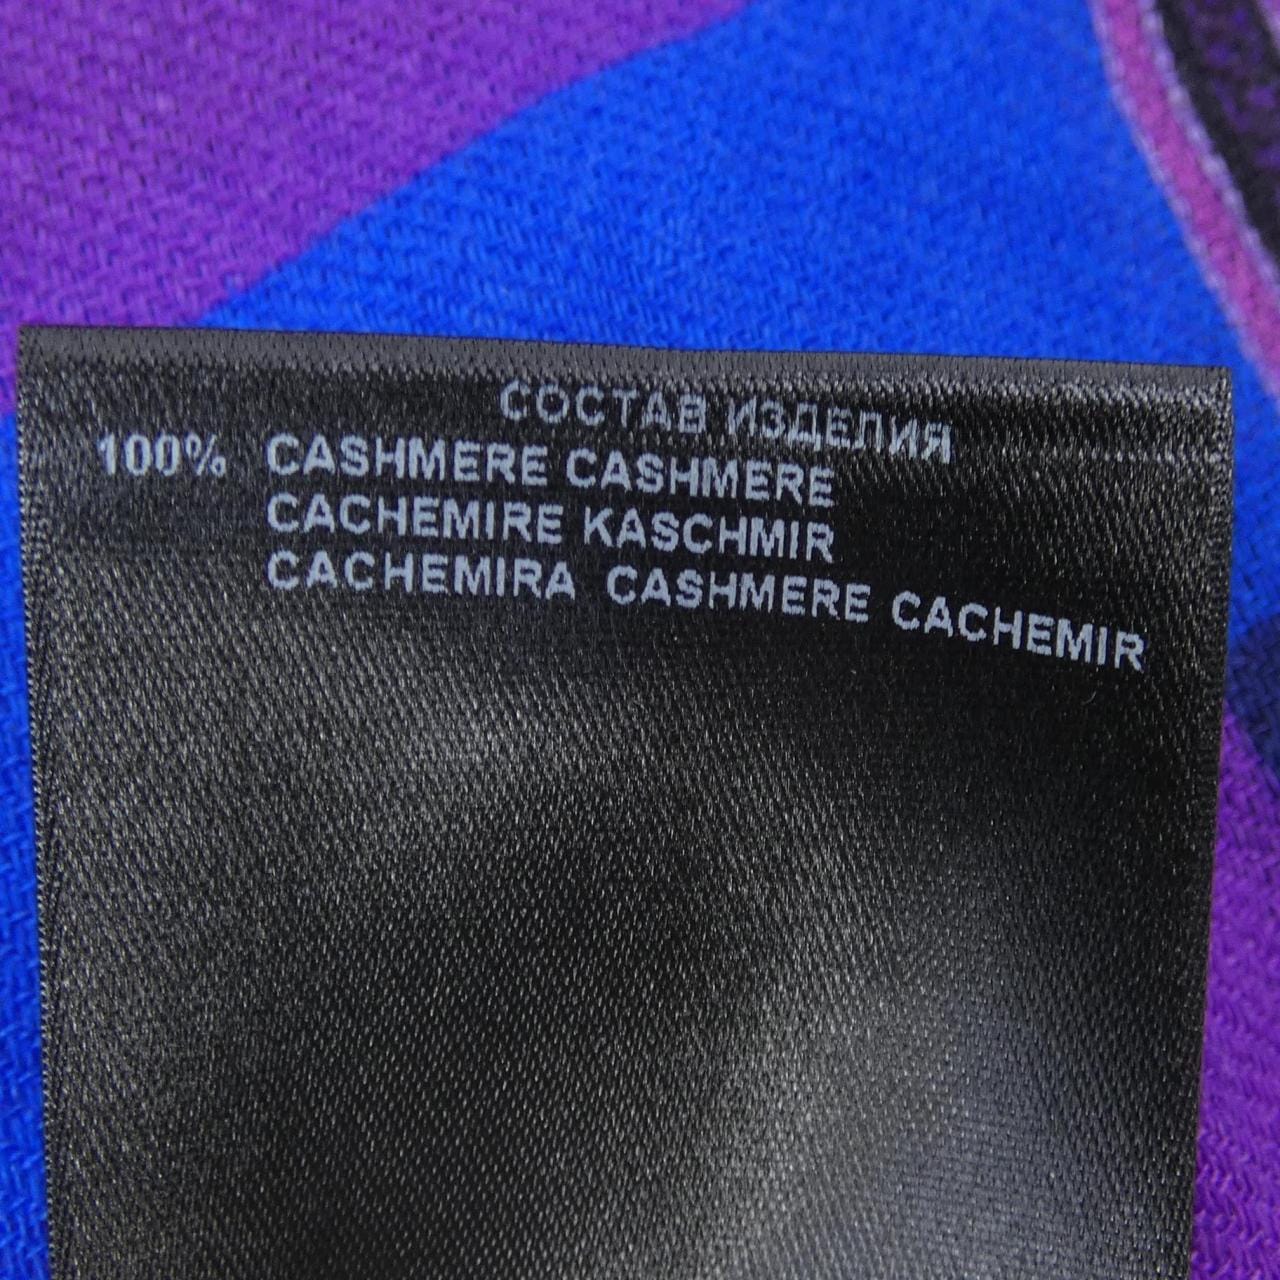 СОСТАВ ИЗДЕЛИЯ
100% CASHMERE CASHMERE
CACHEMIRE KASCHMIR
CACHEMIRA CASHMERE CACHEMIR